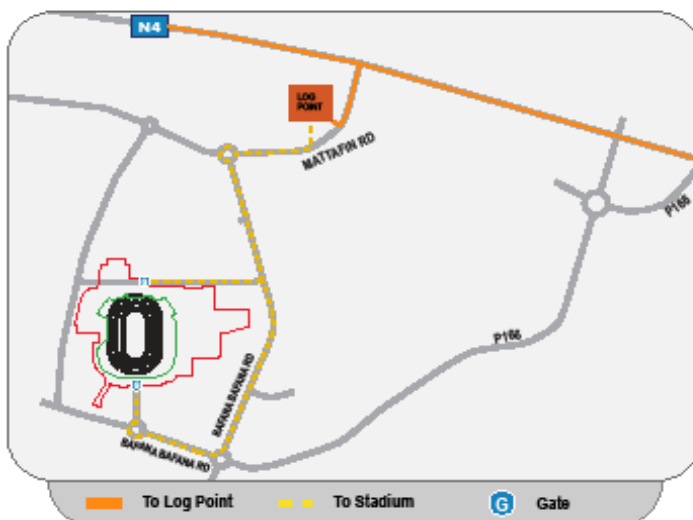 N4
LOG
POINT
MATTAFIN RD
P166
P166
BAFANA BAFANA RD
BAFANA BAFANA RD
To Log Point
To Stadium
G
Gate